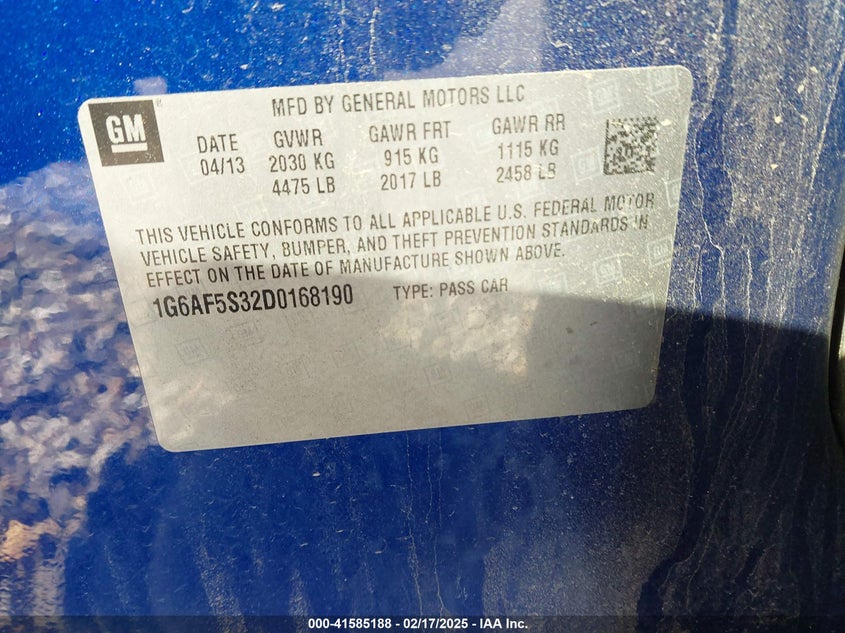 GM
MFD BY GENERAL MOTORS LLC
DATE GVWR GAWR FRT GAWR RR
04/13 2030 KG 915 KG 1115 KG
4475 LB 2017 LB 2458 LB
THIS VEHICLE CONFORMS TO ALL APPLICABLE U.S. FEDERAL MOTOR
VEHICLE SAFETY, BUMPER, AND THEFT PREVENTION STANDARDS IN
EFFECT ON THE DATE OF MANUFACTURE SHOWN ABOVE.
1G6AF5S32D0168190 TYPE: PASS CAR
000-41585188 - 02/17/2025 - IAA Inc.